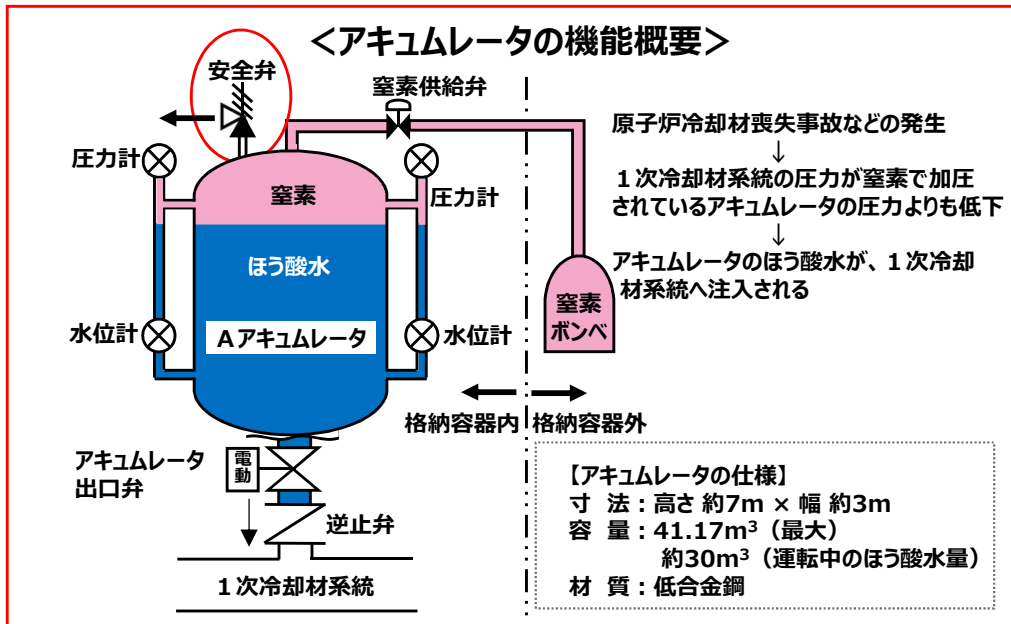 ＜アキュムレータの機能概要＞
安全弁
窒素供給弁
圧力計
圧力計
窒素
ほう酸水
水位計
Ａアキュムレータ
水位計
窒素
ボンベ
原子炉冷却材喪失事故などの発生
↓
１次冷却材系統の圧力が窒素で加圧
されているアキュムレータの圧力よりも低下
↓
アキュムレータのほう酸水が、１次冷却
材系統へ注入される
格納容器内
格納容器外
アキュムレータ
出口弁
電動
逆止弁
１次冷却材系統
【アキュムレータの仕様】
寸 法：高さ 約7m × 幅 約3m
容 量：41.17m³（最大）
約30m³（運転中のほう酸水量）
材 質：低合金鋼